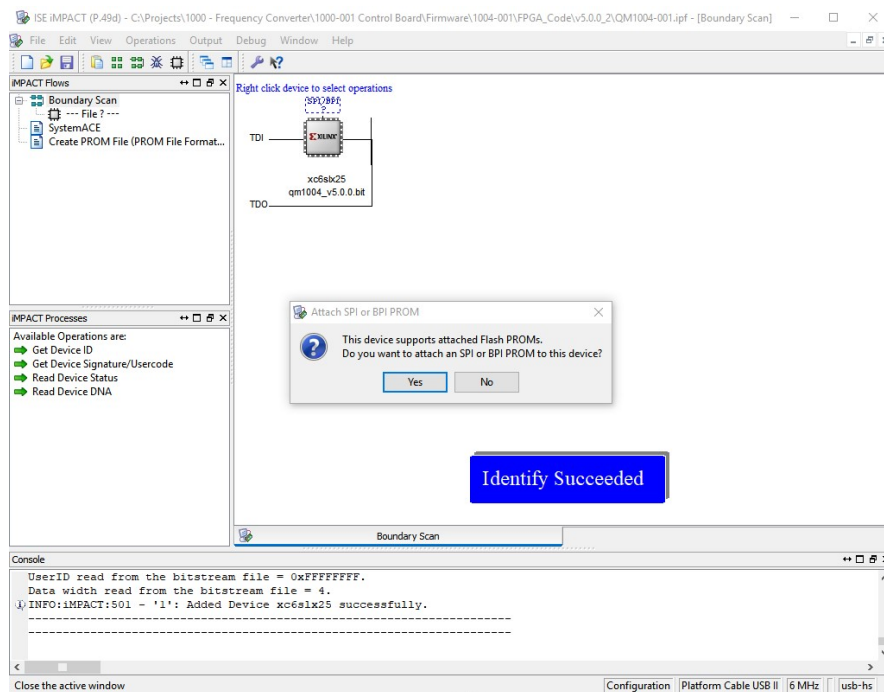 ISE iMPACT (P.49d) - C:\Projects\1000 - Frequency Converter\1000-001 Control Board\Firmware\1004-001\FPGA_Code\v5.0.0_2\QM1004-001.ipf - [Boundary Scan]
File Edit View Operations Output Debug Window Help
iMPACT Flows
Boundary Scan
--- File ? ---
SystemACE
Create PROM File (PROM File Format...
Right click device to select operations
SPI/BPI
?
TDI
XILINX
xc6slx25
qm1004_v5.0.0.bit
TDO
iMPACT Processes
Available Operations are:
Get Device ID
Get Device Signature/Usercode
Read Device Status
Read Device DNA
Attach SPI or BPI PROM
This device supports attached Flash PROMs.
Do you want to attach an SPI or BPI PROM to this device?
Yes No
Identify Succeeded
Boundary Scan
Console
UserID read from the bitstream file = 0xFFFFFFFF.
Data width read from the bitstream file = 4.
INFO:iMPACT:501 - '1': Added Device xc6slx25 successfully.
----------------------------------------------------------------------
----------------------------------------------------------------------
Close the active window
Configuration Platform Cable USB II 6 MHz usb-hs